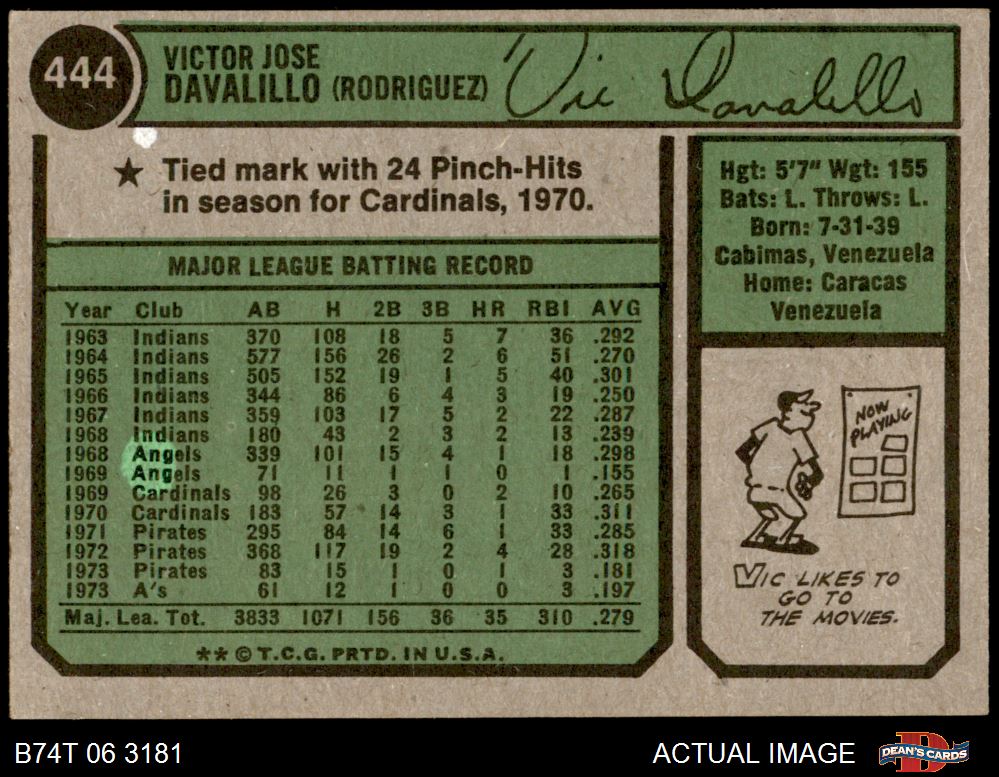 444
VICTOR JOSE
DAVALILLO (RODRIGUEZ)
Vic Davalillo
★ Tied mark with 24 Pinch-Hits
in season for Cardinals, 1970.
MAJOR LEAGUE BATTING RECORD
Year Club AB H 2B 3B HR RBI AVG
1963 Indians 370 108 18 5 7 36 .292
1964 Indians 577 156 26 2 6 51 .270
1965 Indians 505 152 19 1 5 40 .301
1966 Indians 344 86 6 4 3 19 .250
1967 Indians 359 103 17 5 2 22 .287
1968 Indians 180 43 2 3 2 13 .239
1968 Angels 339 101 15 4 1 18 .298
1969 Angels 71 11 1 1 0 1 .155
1969 Cardinals 98 26 3 0 2 10 .265
1970 Cardinals 183 57 14 3 1 33 .311
1971 Pirates 295 84 14 6 1 33 .285
1972 Pirates 368 117 19 2 4 28 .318
1973 Pirates 83 15 1 0 1 3 .181
1973 A's 61 12 1 0 0 3 .197
Maj. Lea. Tot. 3833 1071 156 36 35 310 .279
** © T.C.G. PRTD. IN U.S.A.
Hgt: 5'7" Wgt: 155
Bats: L. Throws: L.
Born: 7-31-39
Cabimas, Venezuela
Home: Caracas
Venezuela
NOW
PLAYING
VIC LIKES TO
GO TO
THE MOVIES.
B74T 06 3181
ACTUAL IMAGE
D
DEAN'S CARDS